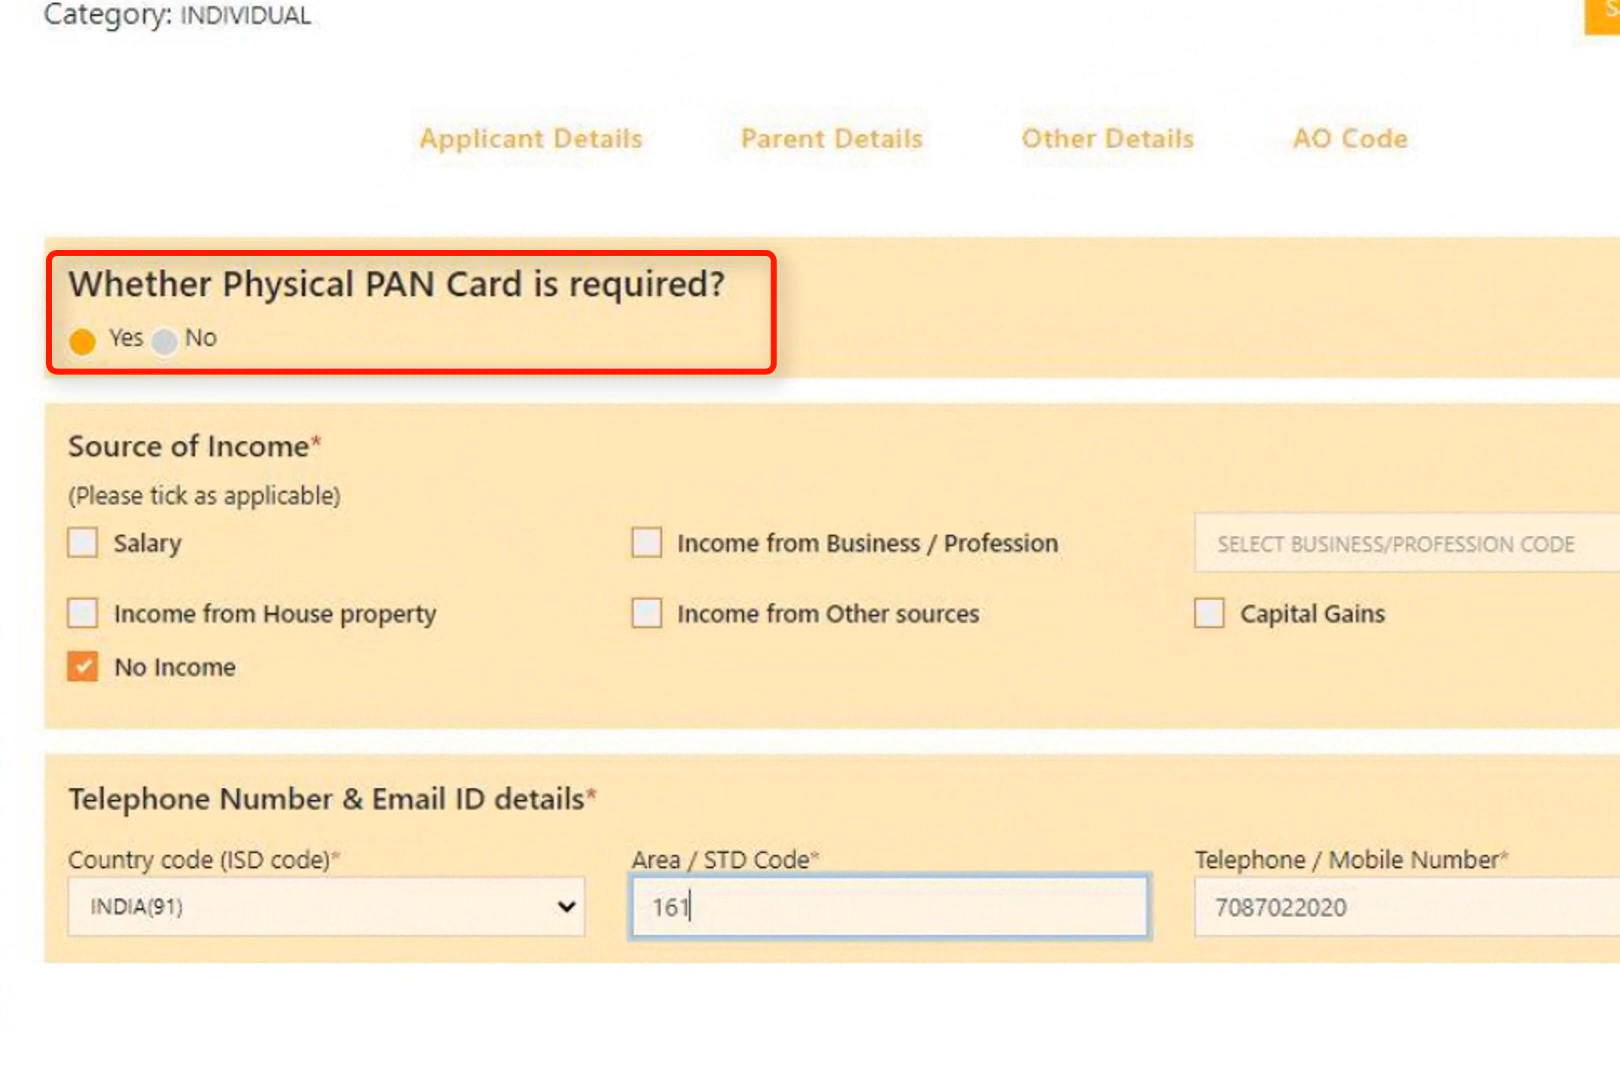 Category: INDIVIDUAL
Applicant Details Parent Details Other Details AO Code
Whether Physical PAN Card is required?
Yes No
Source of Income*
(Please tick as applicable)
Salary Income from Business / Profession SELECT BUSINESS/PROFESSION CODE
Income from House property Income from Other sources Capital Gains
No Income
Telephone Number & Email ID details*
Country code (ISD code)* Area / STD Code* Telephone / Mobile Number*
INDIA(91) 161 7087022020